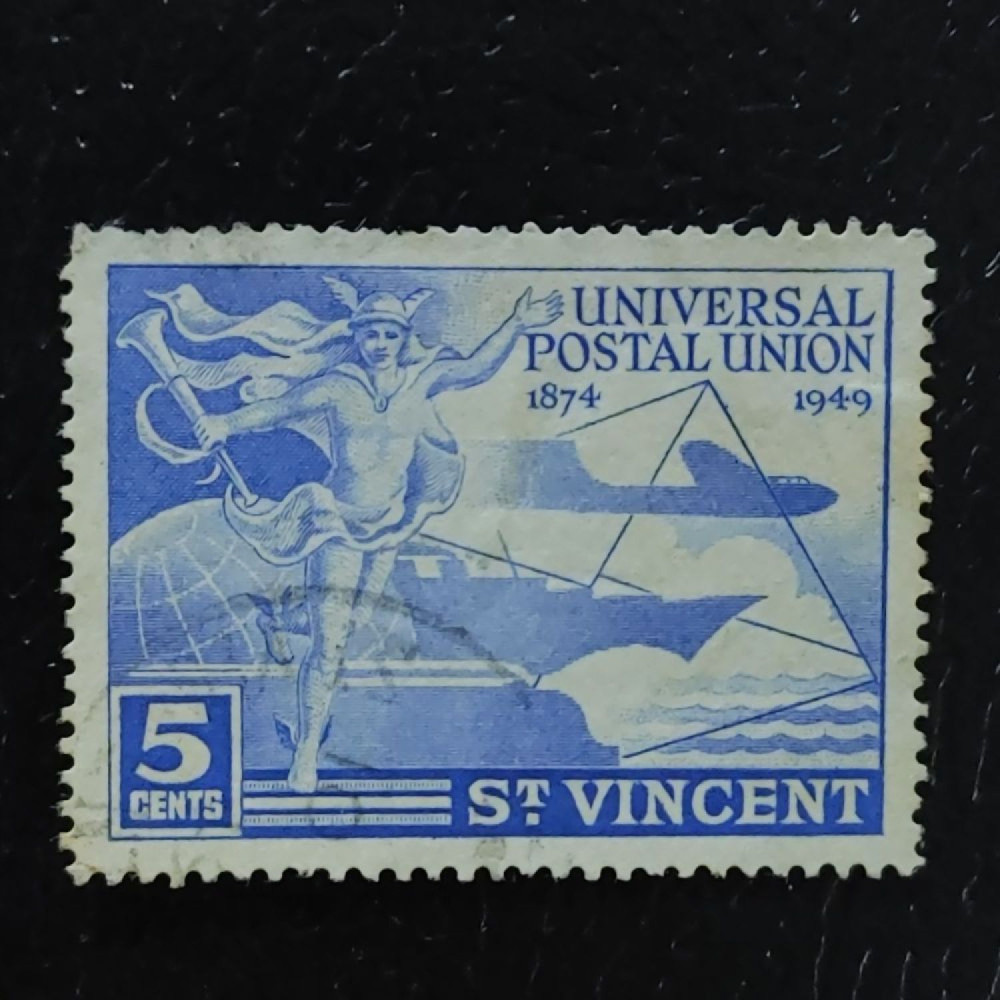 UNIVERSAL
POSTAL UNION
1874 1949
5
CENTS
ST. VINCENT